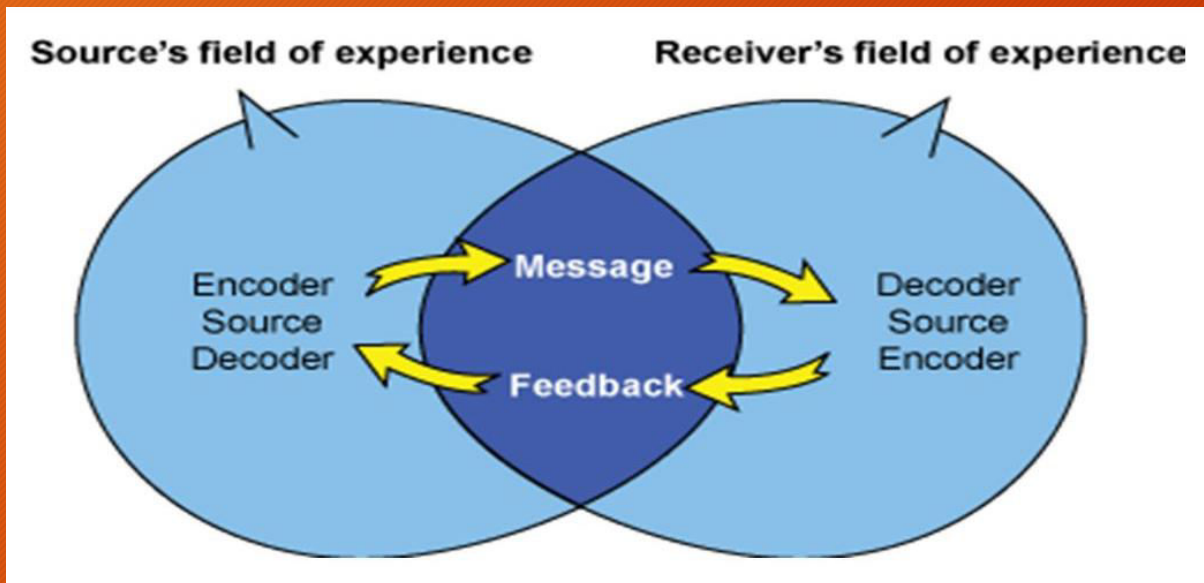 Source's field of experience
Receiver's field of experience
Encoder
Source
Decoder
Message
Feedback
Decoder
Source
Encoder